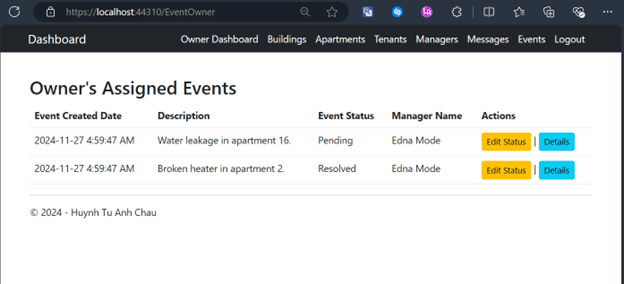 https://localhost:44310/EventOwner
Dashboard Owner Dashboard Buildings Apartments Tenants Managers Messages Events Logout
Owner's Assigned Events
Event Created Date Description Event Status Manager Name Actions
2024-11-27 4:59:47 AM Water leakage in apartment 16. Pending Edna Mode Edit Status | Details
2024-11-27 4:59:47 AM Broken heater in apartment 2. Resolved Edna Mode Edit Status | Details
© 2024 - Huynh Tu Anh Chau